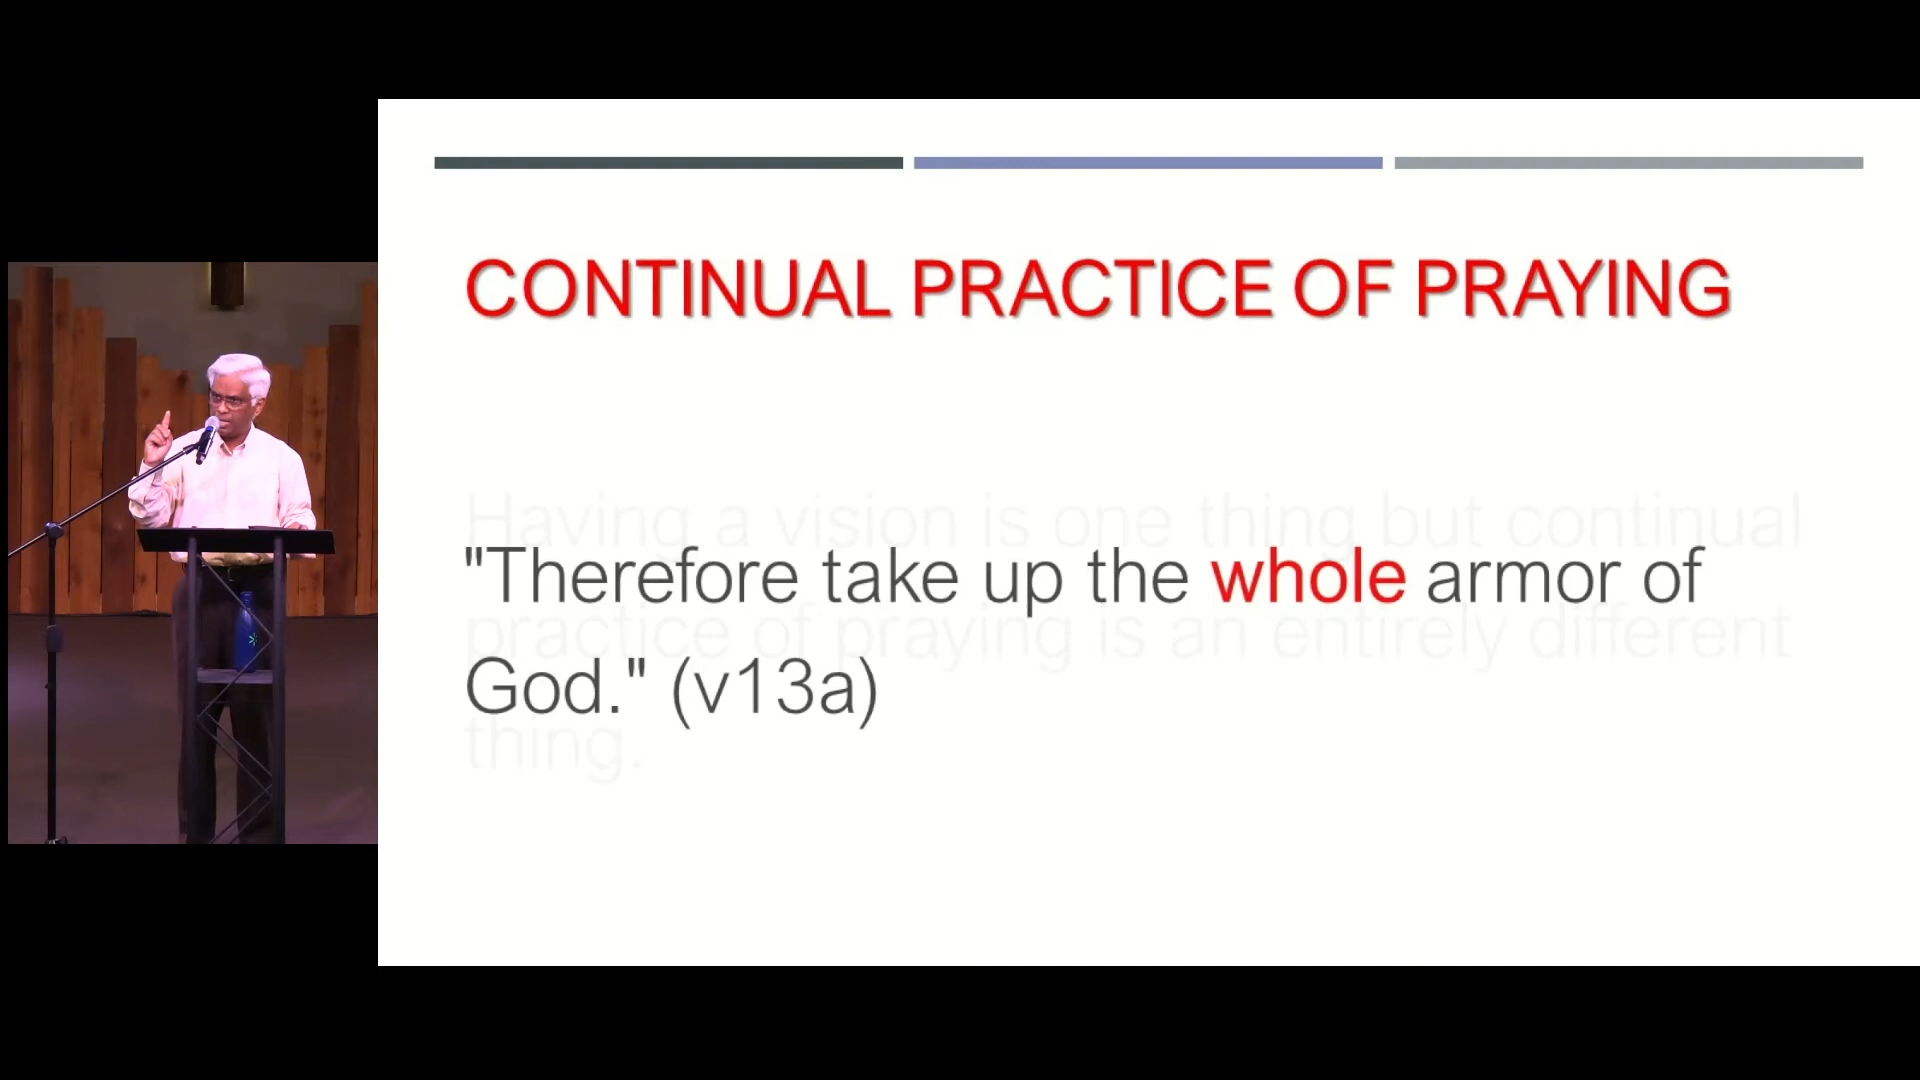 CONTINUAL PRACTICE OF PRAYING
Having a vision is one thing but continual
"Therefore take up the whole armor of
practice of praying is an entirely different
God." (v13a)
thing.